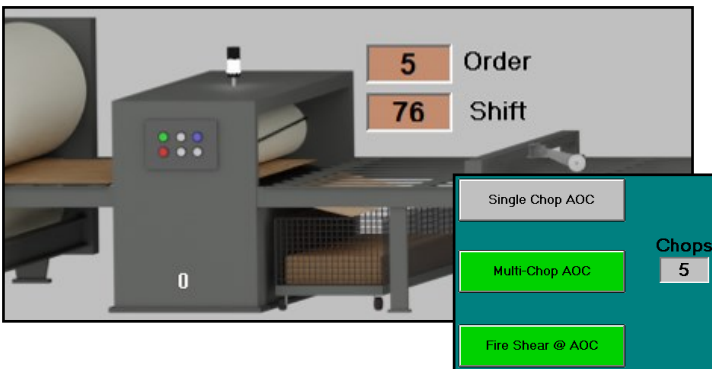 5 Order
76 Shift
0
Single Chop AOC
Chops
Multi-Chop AOC 5
Fire Shear @ AOC